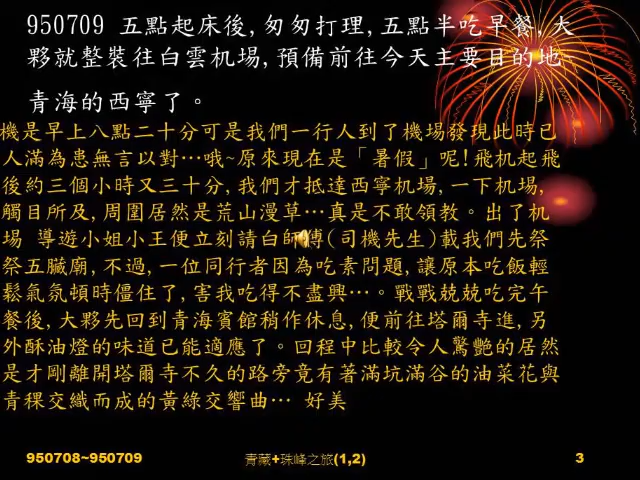 950709 五點起床後,匆匆打理,五點半吃早餐,大
夥就整裝往白雲机場,預備前往今天主要目的地
青海的西寧了。
機是早上八點二十分可是我們一行人到了機場發現此時已
人滿為患無言以對…哦~原來現在是「暑假」呢!飛机起飛
後約三個小時又三十分,我們才抵達西寧机場,一下机場,
觸目所及,周圍居然是荒山漫草…真是不敢領教。出了机
場 導遊小姐小王便立刻請白師傅(司機先生)載我們先祭
祭五臟廟,不過,一位同行者因為吃素問題,讓原本吃飯輕
鬆氣氛頓時僵住了,害我吃得不盡興…。戰戰兢兢吃完午
餐後,大夥先回到青海賓館稍作休息,便前往塔爾寺進,另
外酥油燈的味道已能適應了。回程中比較令人驚艷的居然
是才剛離開塔爾寺不久的路旁竟有著滿坑滿谷的油菜花與
青稞交織而成的黃綠交響曲… 好美
950708~950709
青藏+珠峰之旅(1,2)
3